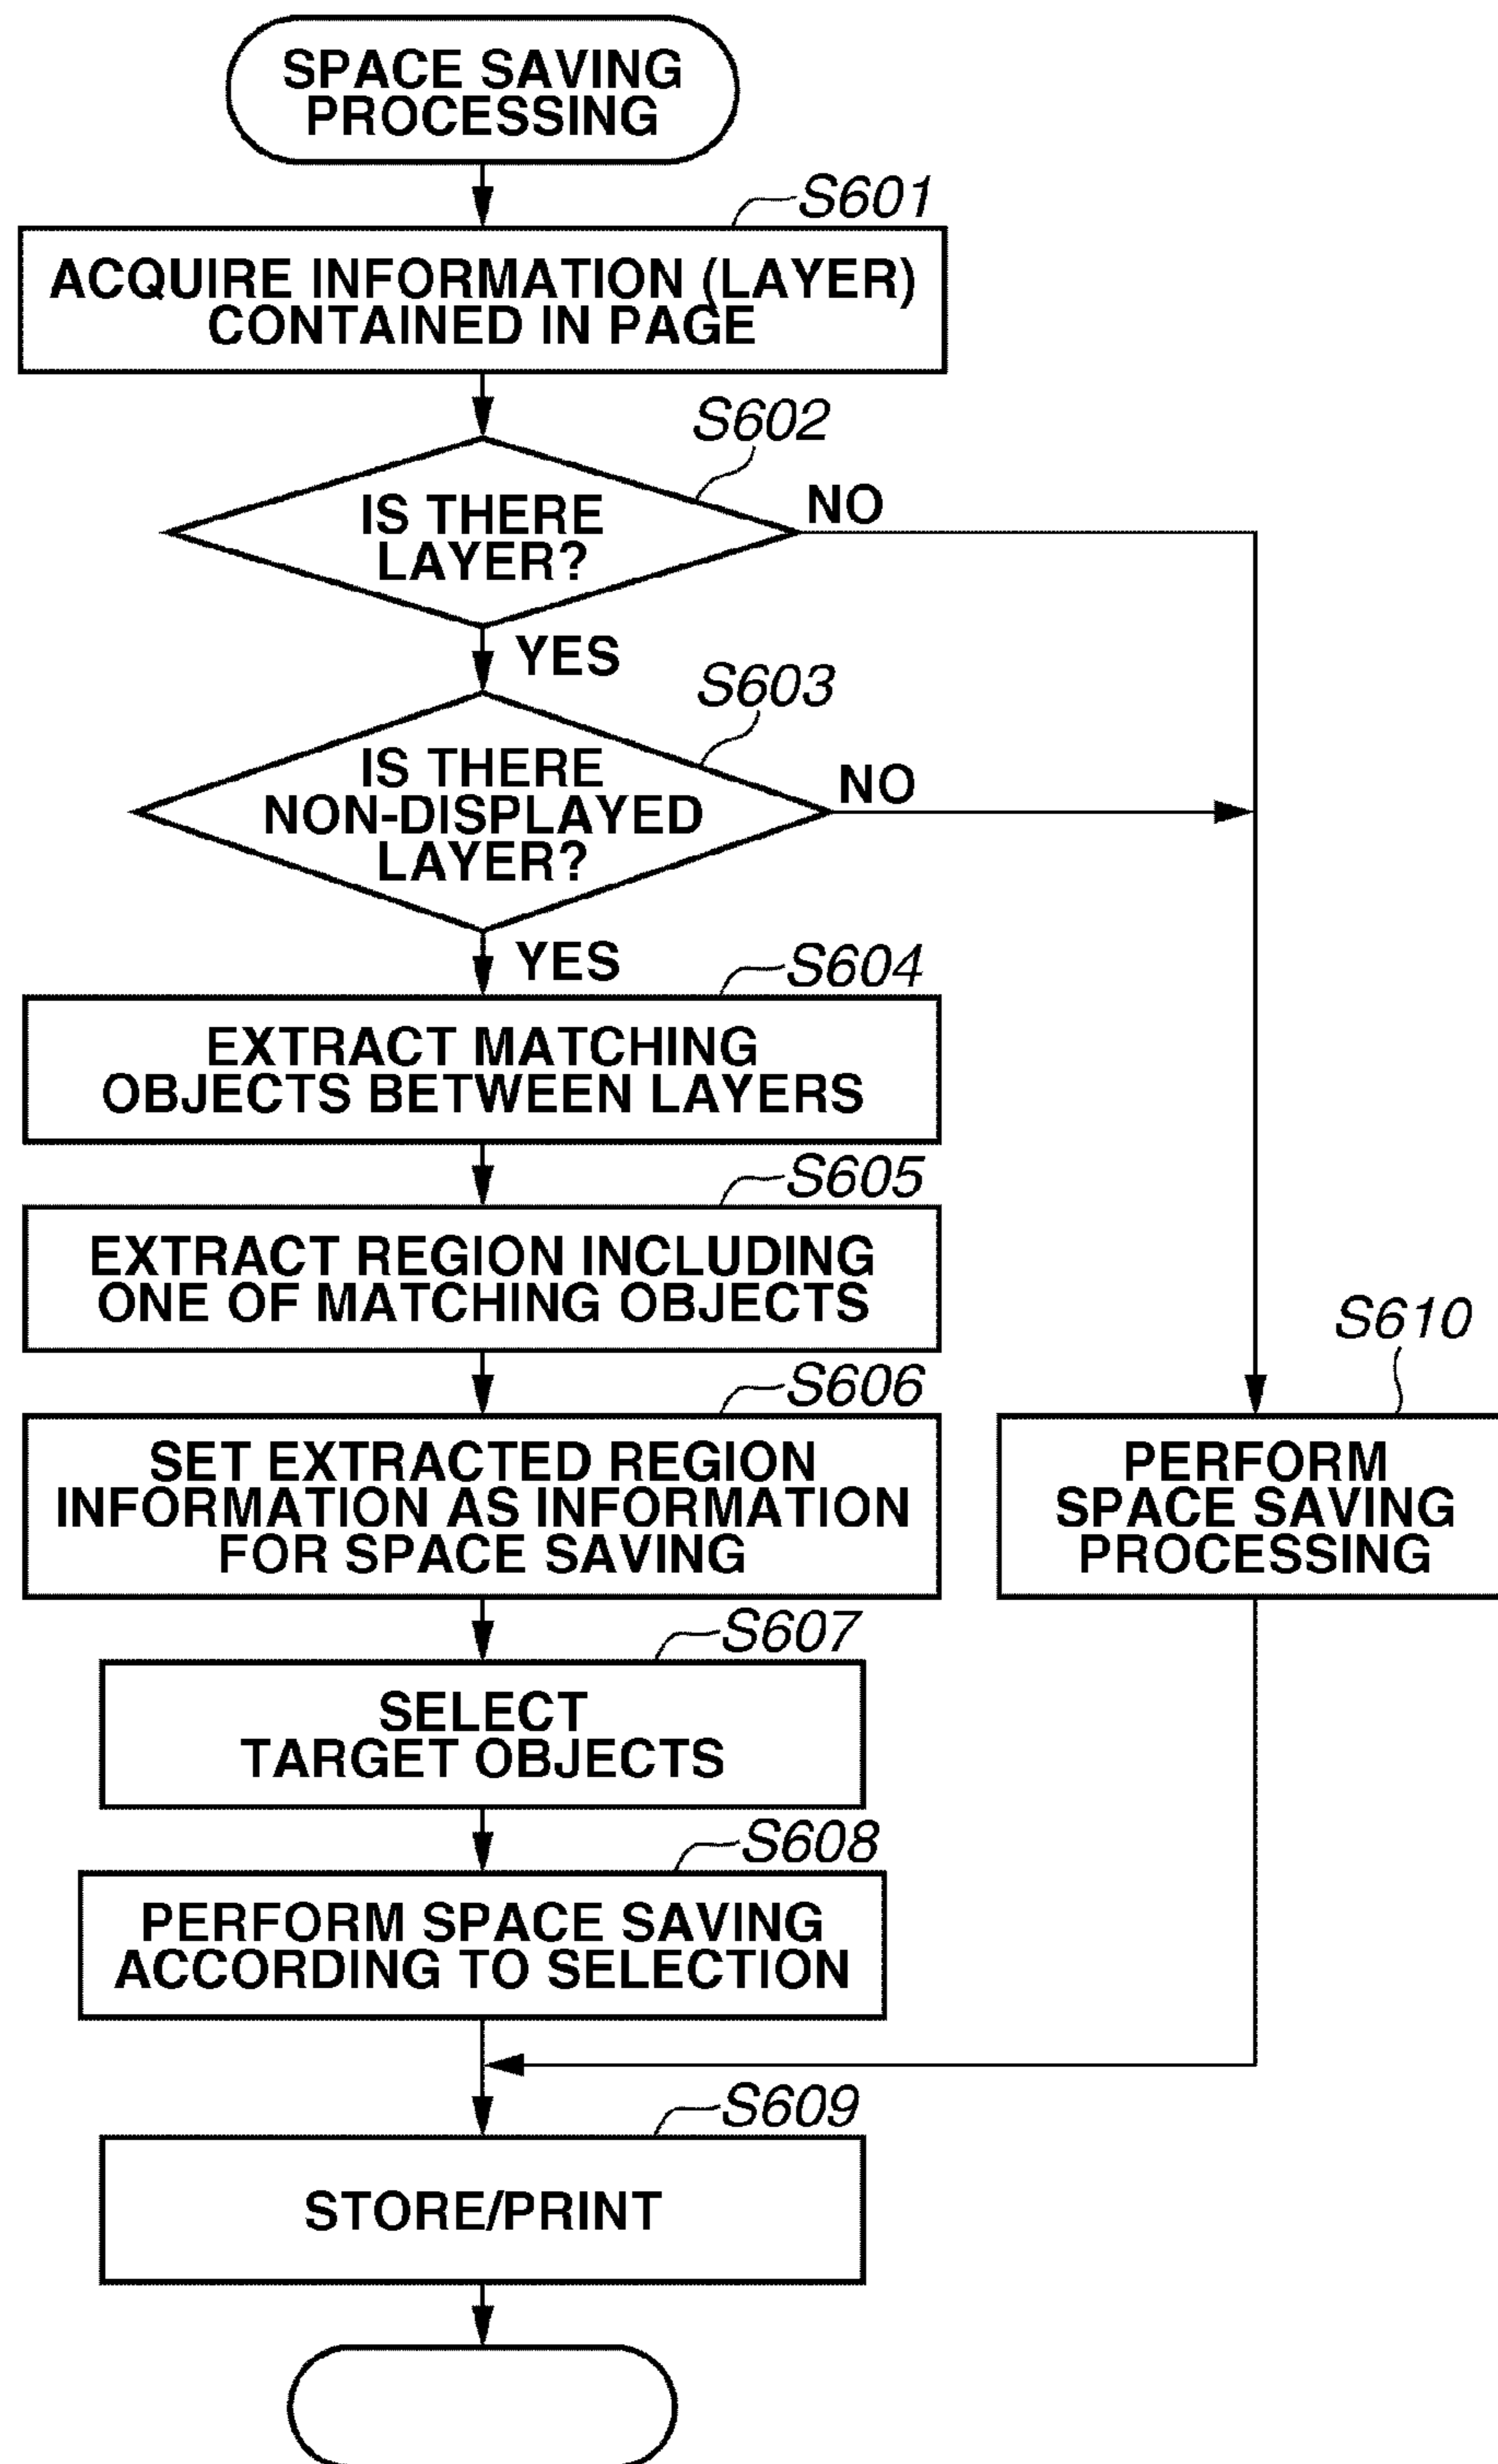 SPACE SAVING
PROCESSING
S601
ACQUIRE INFORMATION (LAYER)
CONTAINED IN PAGE
S602
IS THERE
LAYER?
NO
YES
S603
IS THERE
NON-DISPLAYED
LAYER?
NO
YES
S604
EXTRACT MATCHING
OBJECTS BETWEEN LAYERS
S605
EXTRACT REGION INCLUDING
ONE OF MATCHING OBJECTS
S606
SET EXTRACTED REGION
INFORMATION AS INFORMATION
FOR SPACE SAVING
S610
PERFORM
SPACE SAVING
PROCESSING
S607
SELECT
TARGET OBJECTS
S608
PERFORM SPACE SAVING
ACCORDING TO SELECTION
S609
STORE/PRINT